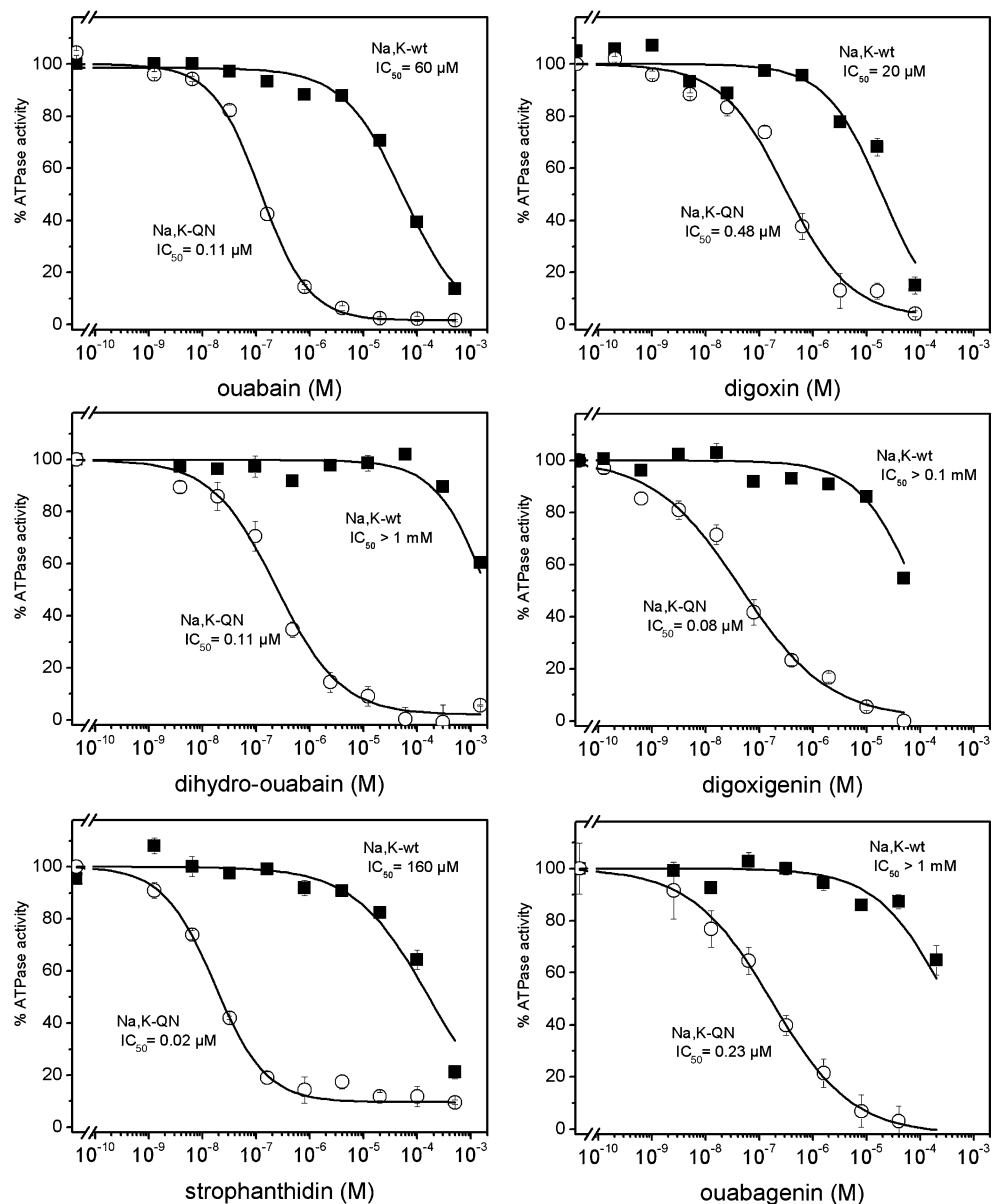 % ATPase activity
100
80
60
40
20
0
Na,K-wt
IC50 = 60 µM
Na,K-QN
IC50= 0.11 µM
10-10 10-9 10-8 10-7 10-6 10-5 10-4 10-3
ouabain (M)
% ATPase activity
100
80
60
40
20
0
Na,K-wt
IC50 = 20 µM
Na,K-QN
IC50= 0.48 µM
10-10 10-9 10-8 10-7 10-6 10-5 10-4 10-3
digoxin (M)
% ATPase activity
100
80
60
40
20
0
Na,K-wt
IC50 > 1 mM
Na,K-QN
IC50= 0.11 µM
10-10 10-9 10-8 10-7 10-6 10-5 10-4 10-3
dihydro-ouabain (M)
% ATPase activity
100
80
60
40
20
0
Na,K-wt
IC50 > 0.1 mM
Na,K-QN
IC50= 0.08 µM
10-10 10-9 10-8 10-7 10-6 10-5 10-4 10-3
digoxigenin (M)
% ATPase activity
100
80
60
40
20
0
Na,K-wt
IC50 = 160 µM
Na,K-QN
IC50= 0.02 µM
10-10 10-9 10-8 10-7 10-6 10-5 10-4 10-3
strophanthidin (M)
% ATPase activity
100
80
60
40
20
0
Na,K-wt
IC50 > 1 mM
Na,K-QN
IC50= 0.23 µM
10-10 10-9 10-8 10-7 10-6 10-5 10-4 10-3
ouabagenin (M)